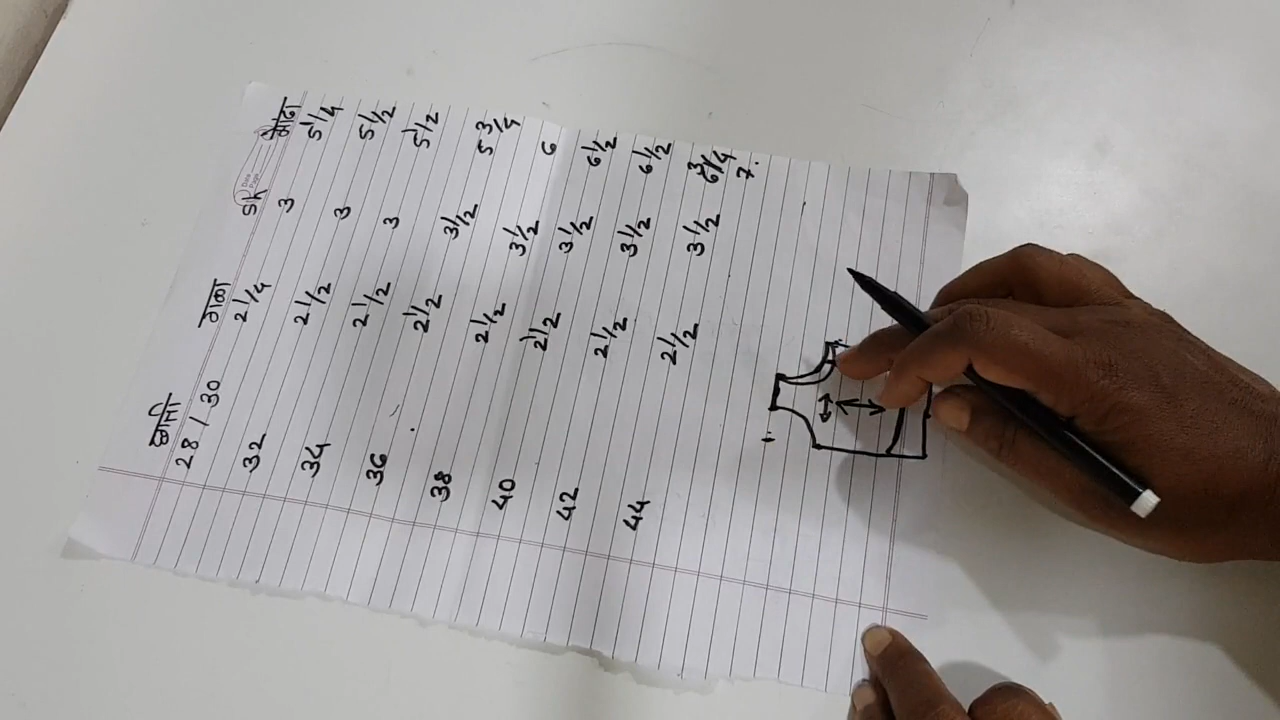 Date
Page
छाती गळा Sh मोंढा
28/30 2 1/4 3 5 1/4
32 2 1/2 3 5 1/2
34 2 1/2 3 5 1/2
36 2 1/2 3 1/2 5 3/4
38 2 1/2 3 1/2 6
40 2 1/2 3 1/2 6 1/2
42 2 1/2 3 1/2 6 1/2
44 2 1/2 3 1/2 6 3/4
7.